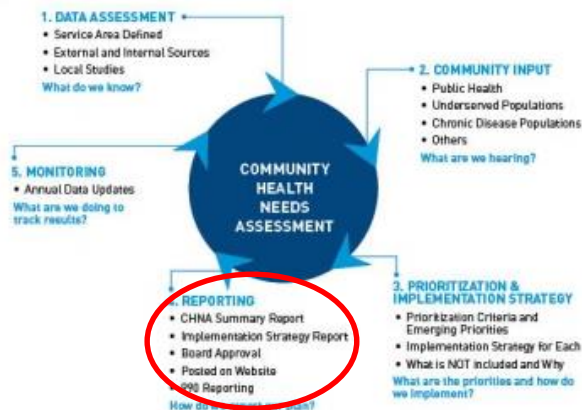 1. DATA ASSESSMENT
• Service Area Defined
• External and Internal Sources
• Local Studies
What do we know?
2. COMMUNITY INPUT
• Public Health
• Underserved Populations
• Chronic Disease Populations
• Others
What are we hearing?
5. MONITORING
• Annual Data Updates
What are we doing to
track results?
COMMUNITY
HEALTH
NEEDS
ASSESSMENT
REPORTING
• CHNA Summary Report
• Implementation Strategy Report
• Board Approval
• Posted on Website
• 990 Reporting
How do
3. PRIORITIZATION &
IMPLEMENTATION STRATEGY
• Prioritization Criteria and
Emerging Priorities
• Implementation Strategy for Each
• What is NOT included and Why
What are the priorities and how do
we implement?